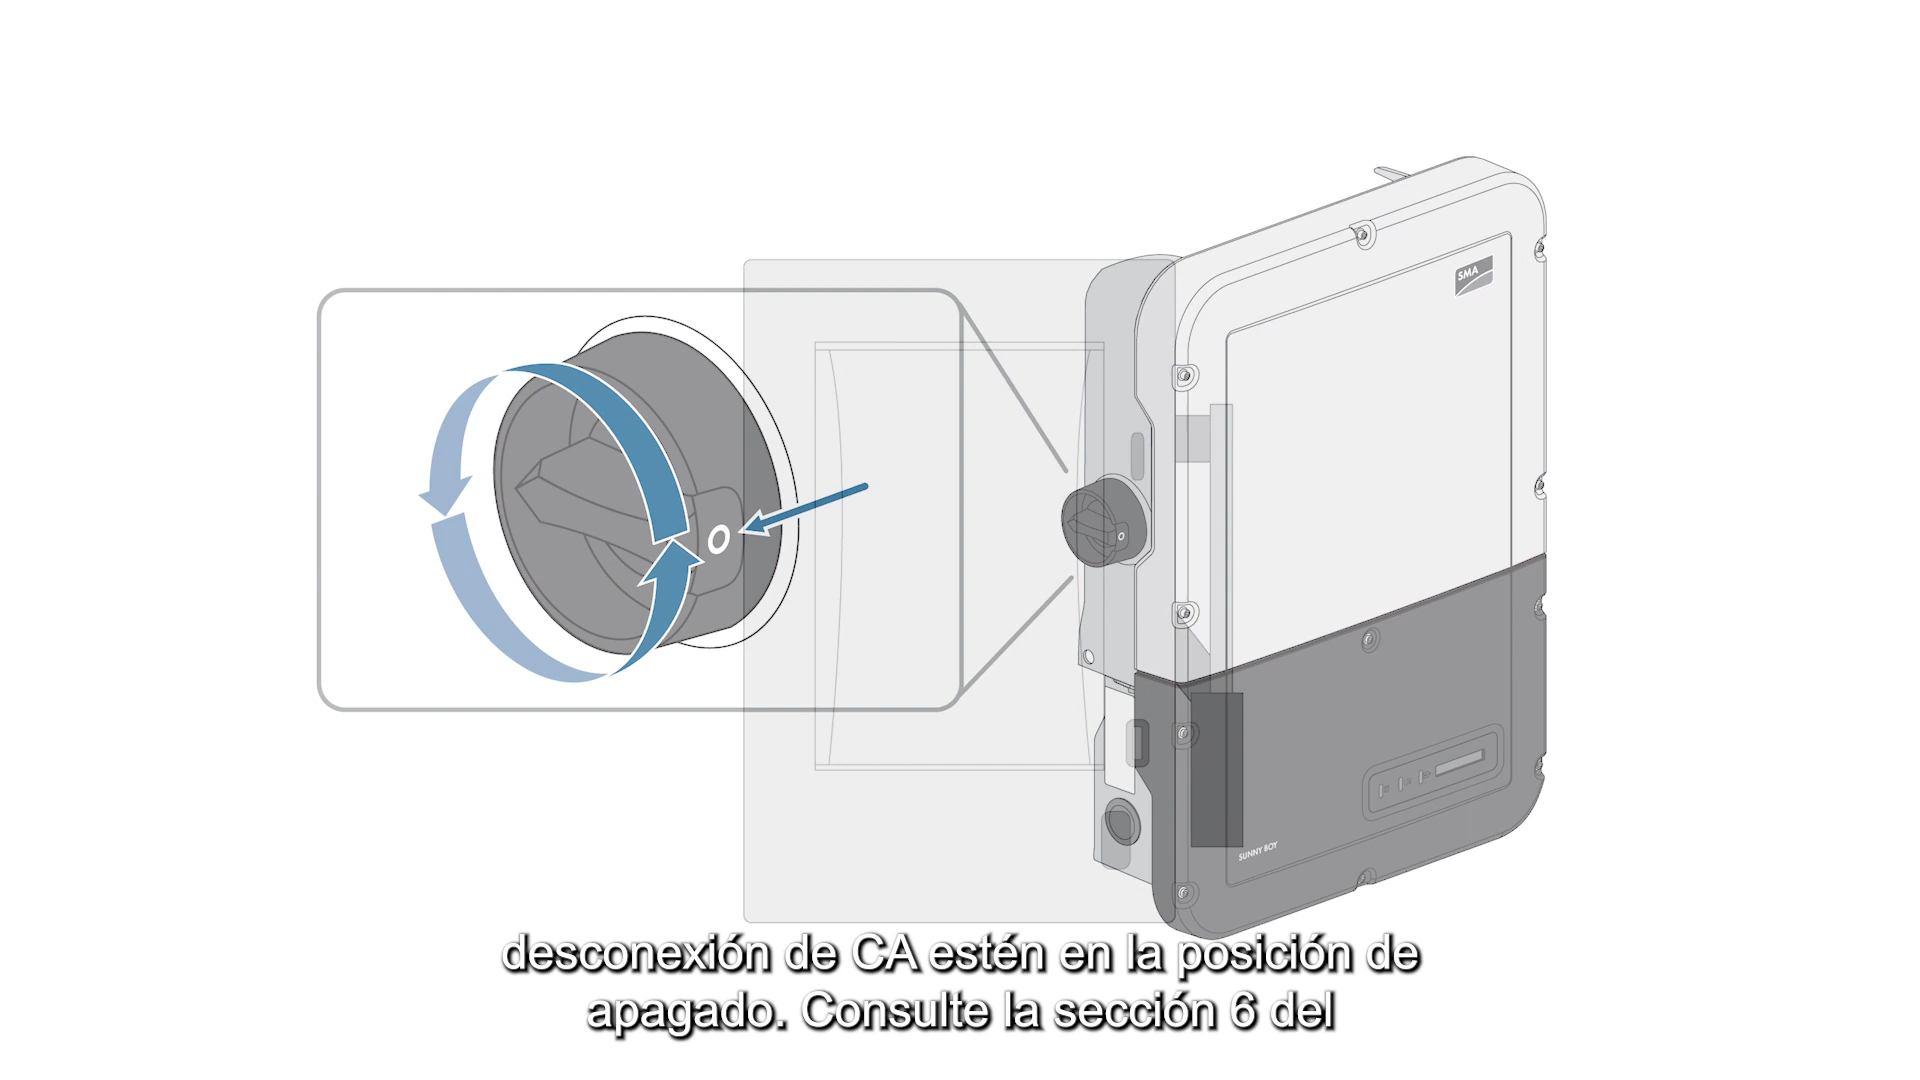 SMA
SUNNY BOY
desconexión de CA estén en la posición de
apagado. Consulte la sección 6 del